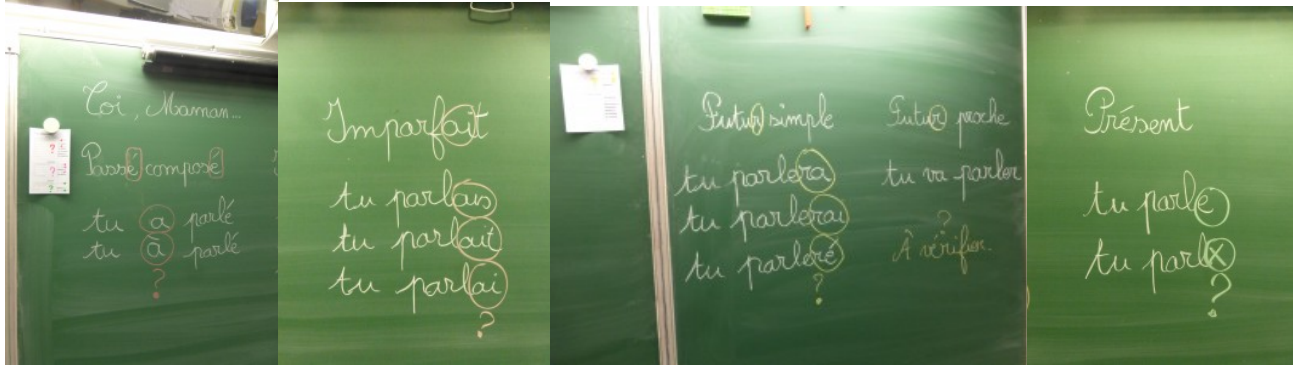 Toi, Maman...
Passé composé
tu a parlé
tu à parlé
?
Imparfait
tu parlais
tu parlait
tu parlai
?
Futur simple
tu parlera
tu parlerai
tu parleré
?
Futur proche
tu va parler
?
À vérifier.
Présent
tu parle
tu parlx
?